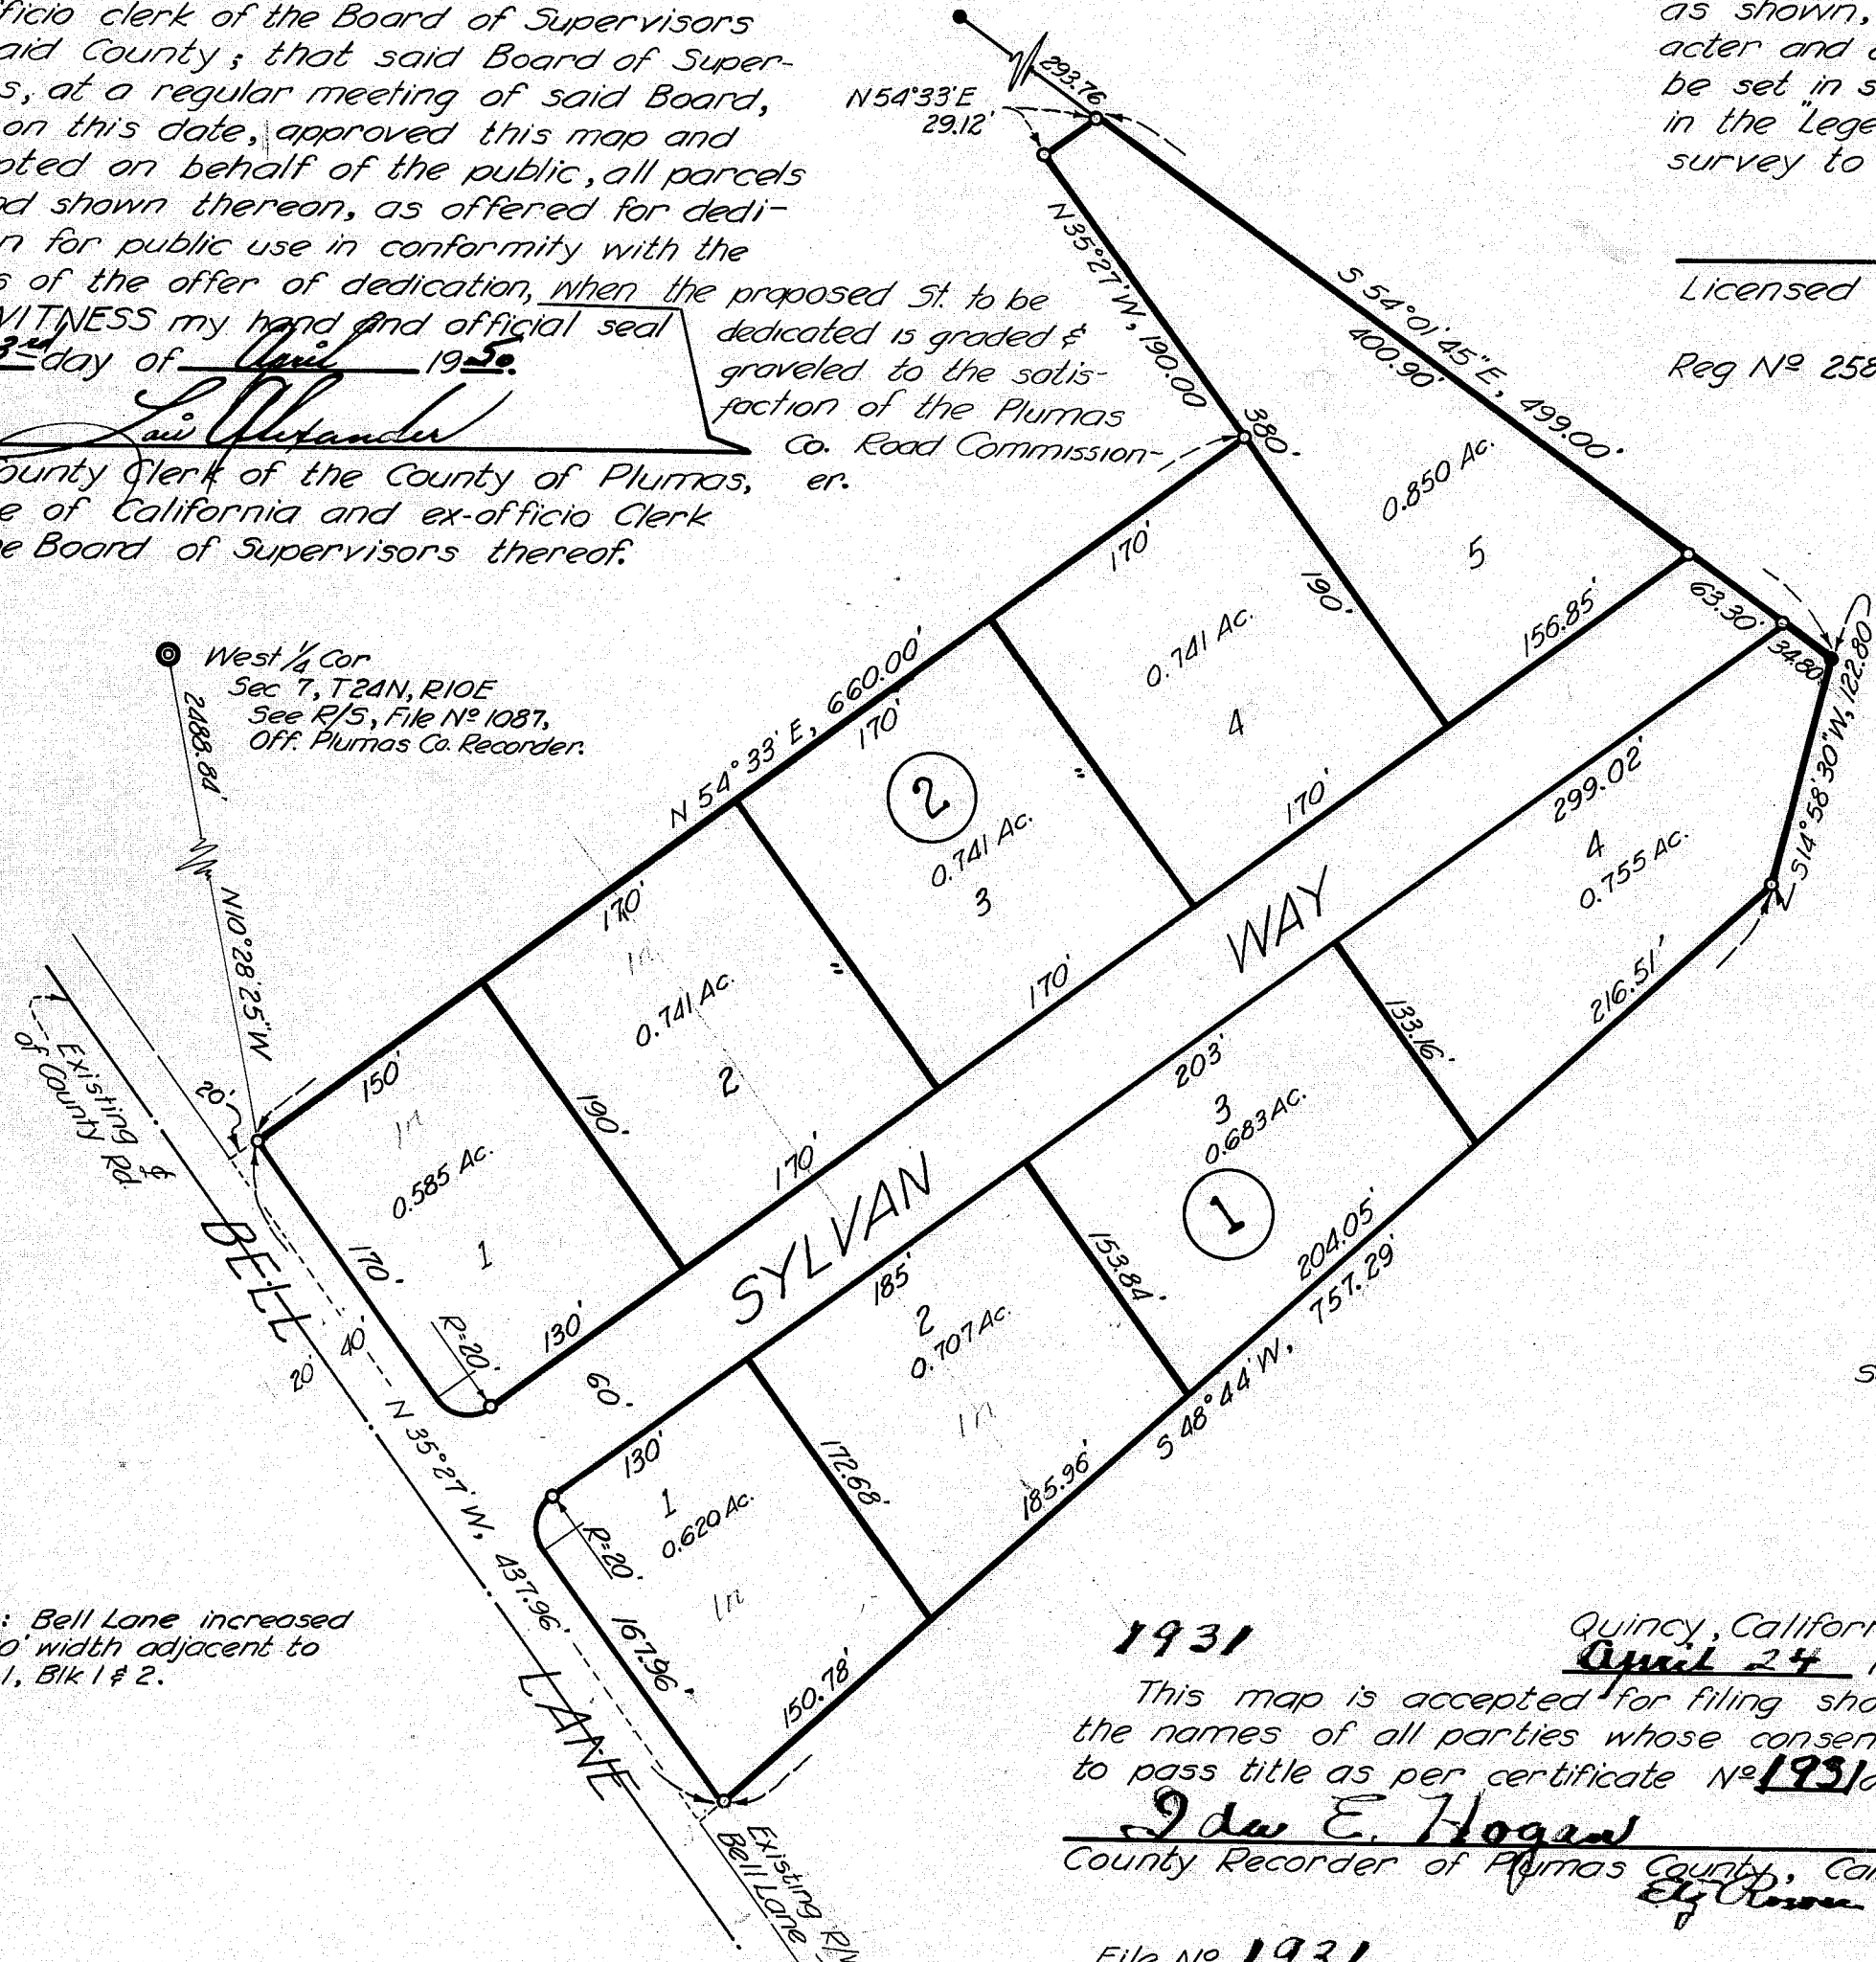 ficio clerk of the Board of Supervisors
aid County; that said Board of Super-
s, at a regular meeting of said Board,
on this date, approved this map and
pted on behalf of the public, all parcels
d shown thereon, as offered for dedi-
n for public use in conformity with the
s of the offer of dedication, when the proposed St. to be
dedicated is graded &
graveled to the satis-
faction of the Plumas
Co. Road Commission-
er.
WITNESS my hand and official seal
3rd day of April 1950.
Alexander
ounty Clerk of the County of Plumas,
e of California and ex-officio Clerk
e Board of Supervisors thereof.
as shown,
acter and
be set in s
in the "Lege
survey to
Licensed
Reg Nº 258
293.76
N54°33'E
29.12'
N35°27'W, 190.00
S 54°01'45"E, 499.00'
400.90'
380'
0.850 Ac.
5
190'
156.85'
63.30'
34.80'
S14°58'30"W, 122.80'
West 1/4 Cor
Sec 7, T24N, R10E
See R/S, File Nº 1087,
Off. Plumas Co. Recorder.
2488.84'
N10°28'25"W
N 54°33' E, 660.00'
170'
0.741 Ac.
4
170'
170'
2
0.741 Ac.
3
"
170'
170'
0.741 Ac.
2
"
170'
150'
0.585 Ac.
1
190'
170'
R=20'
130'
20'
Existing ₵
of County Rd.
BELL
LANE
20'
40'
N 35°27' W, 437.96'
60'
SYLVAN
WAY
299.02'
4
0.755 Ac.
216.51'
133.16'
203'
3
0.683 Ac.
1
204.05'
153.84'
185'
2
0.707 Ac.
In
185.96'
172.68'
S 48°44' W, 757.29'
130'
1
0.620 Ac.
In
R=20'
167.96'
150.78'
Existing R/W
Bell Lane
: Bell Lane increased
0' width adjacent to
1, Blk 1 & 2.
S
1931
Quincy, Californ
April 24
This map is accepted for filing sho
the names of all parties whose consen
to pass title as per certificate Nº 1931
Ida E. Hogan
County Recorder of Plumas County, Cal
File Nº 1931